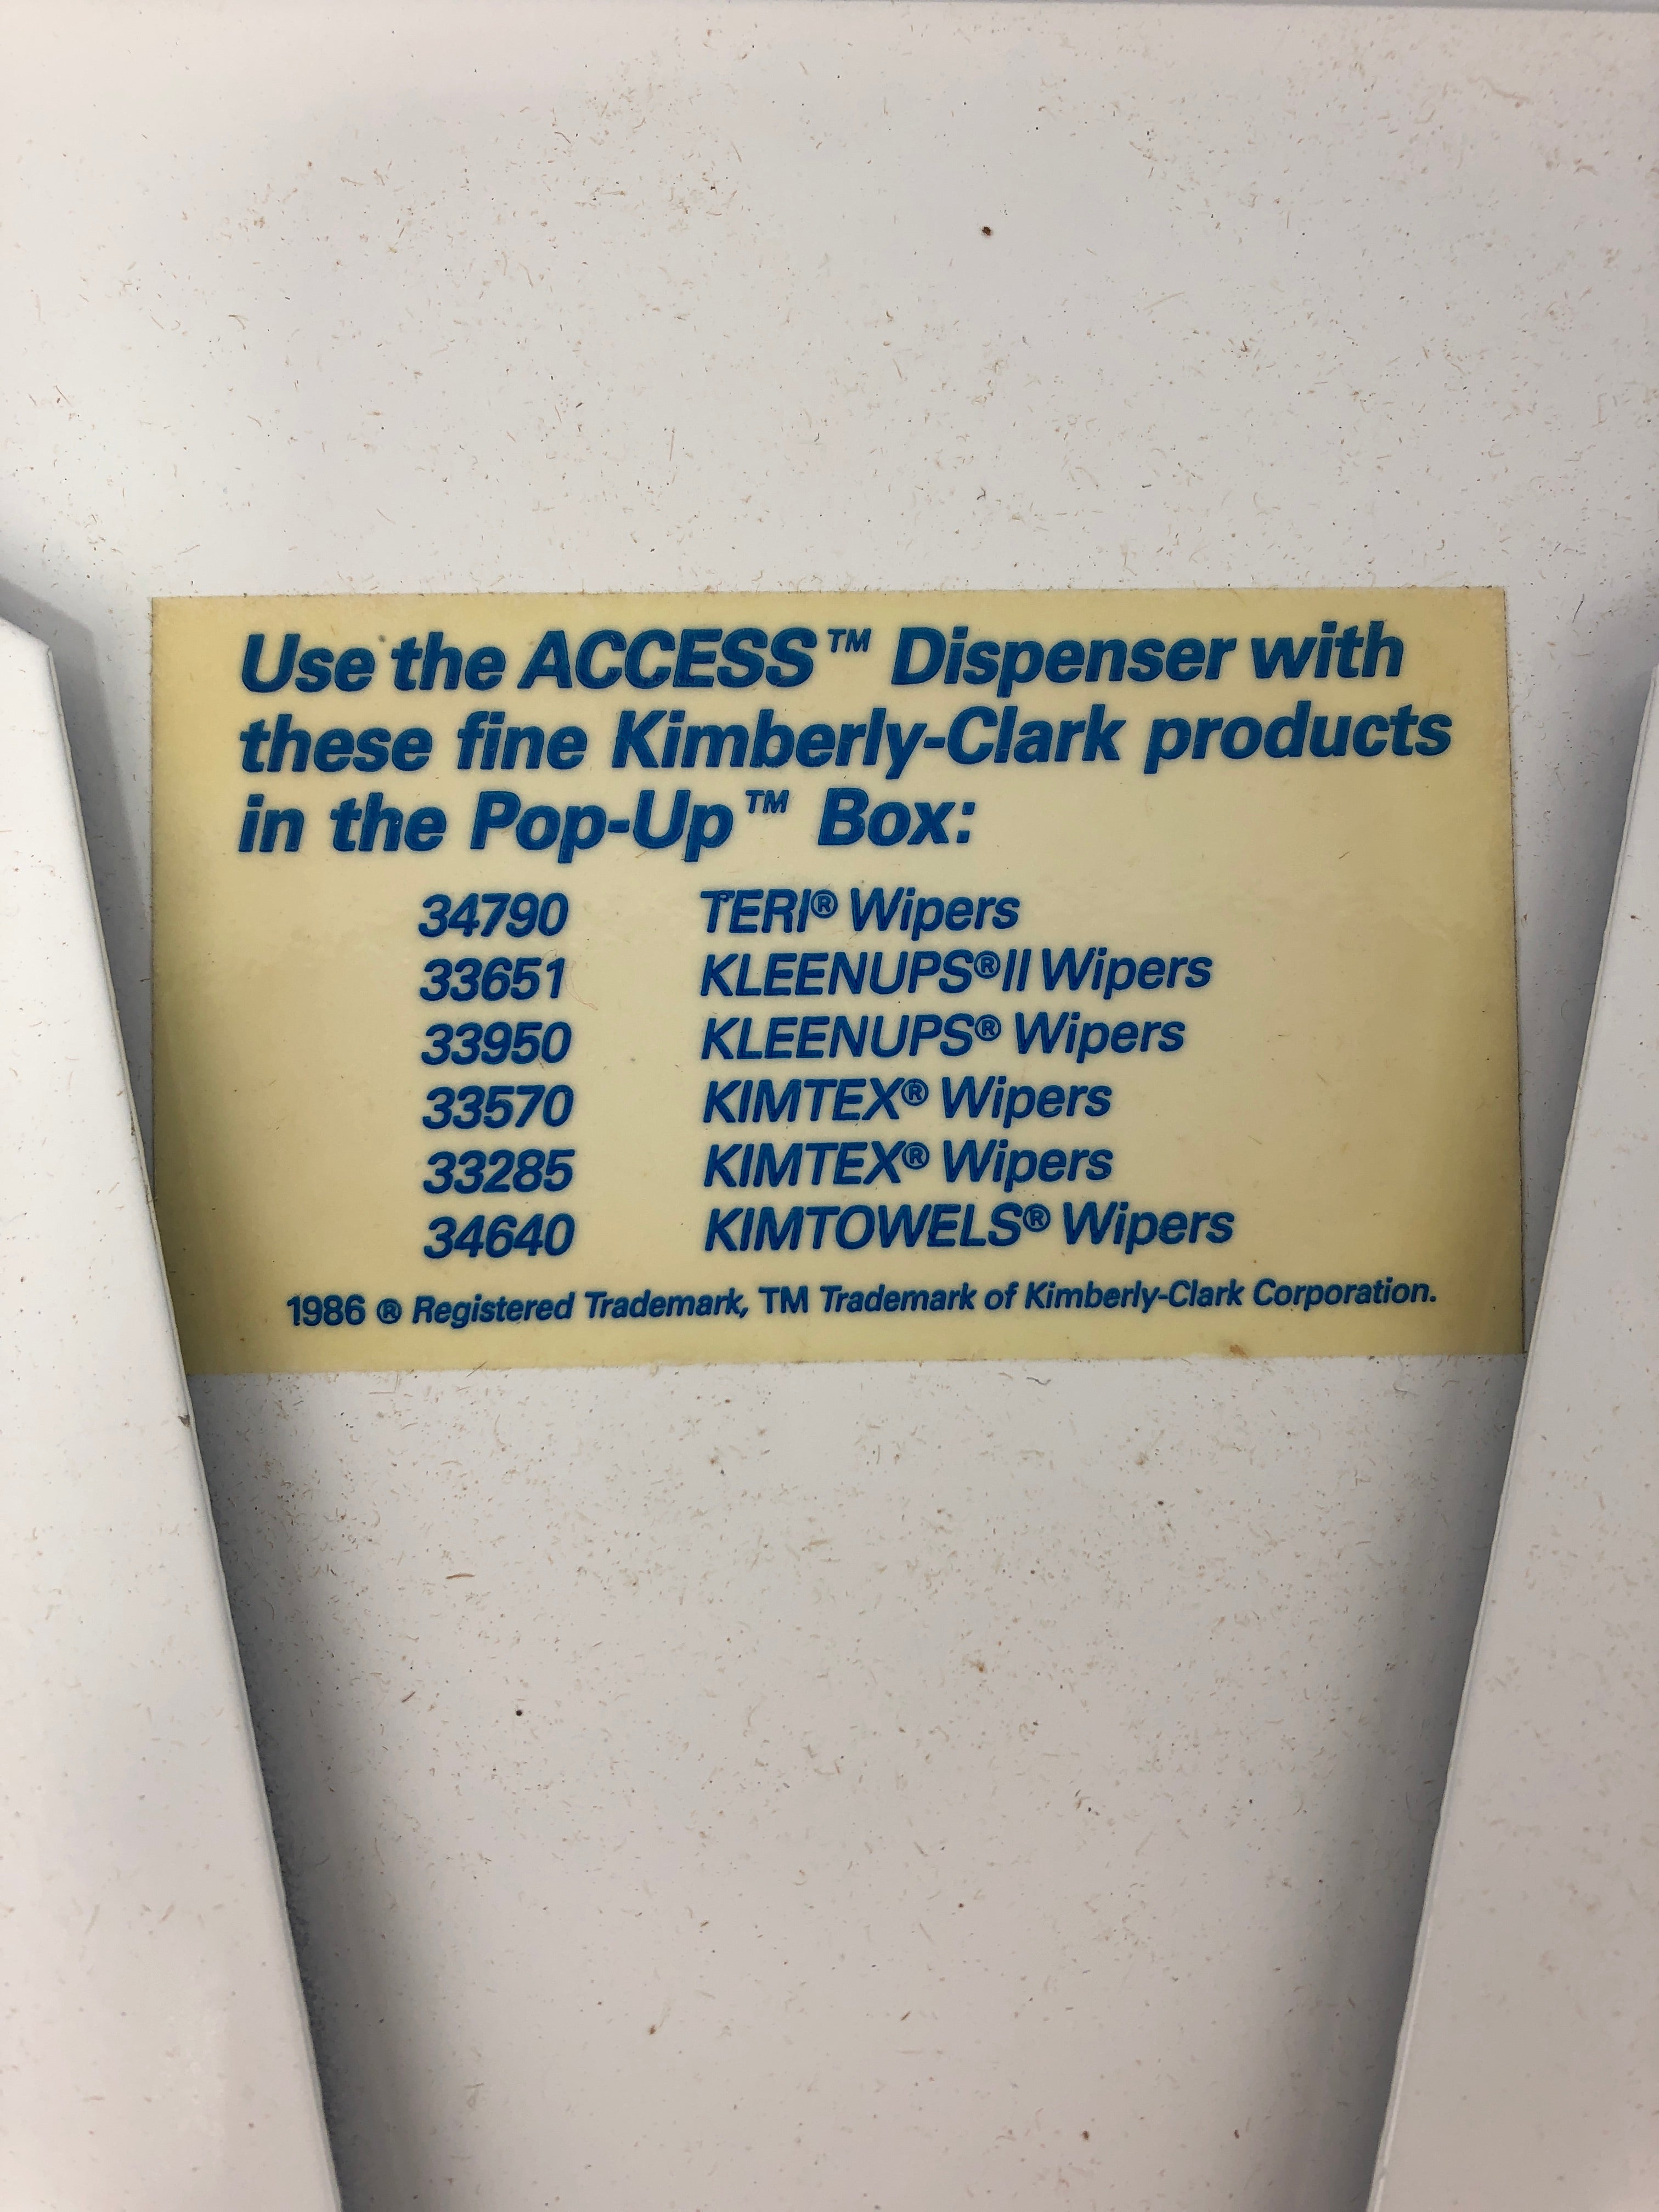 Use the ACCESS™ Dispenser with
these fine Kimberly-Clark products
in the Pop-Up™ Box:
34790 TERI® Wipers
33651 KLEENUPS®II Wipers
33950 KLEENUPS® Wipers
33570 KIMTEX® Wipers
33285 KIMTEX® Wipers
34640 KIMTOWELS® Wipers
1986 ® Registered Trademark, TM Trademark of Kimberly-Clark Corporation.